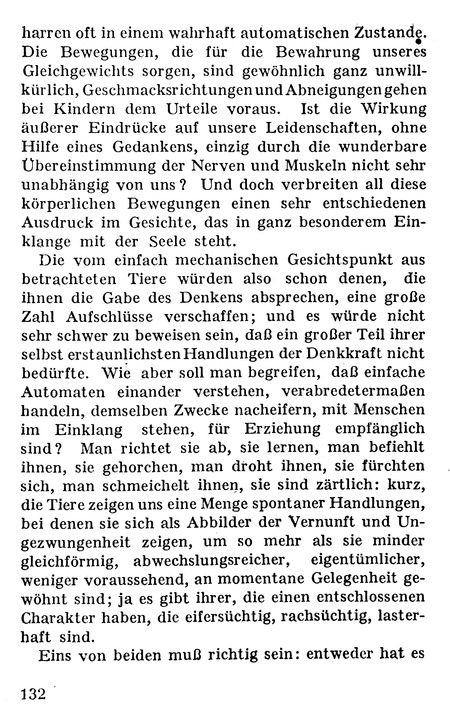 harren oft in einem wahrhaft automatischen Zustande.
Die Bewegungen, die für die Bewahrung unseres
Gleichgewichts sorgen, sind gewöhnlich ganz unwill-
kürlich, Geschmacksrichtungen und Abneigungen gehen
bei Kindern dem Urteile voraus. Ist die Wirkung
äußerer Eindrücke auf unsere Leidenschaften, ohne
Hilfe eines Gedankens, einzig durch die wunderbare
Übereinstimmung der Nerven und Muskeln nicht sehr
unabhängig von uns? Und doch verbreiten all diese
körperlichen Bewegungen einen sehr entschiedenen
Ausdruck im Gesichte, das in ganz besonderem Ein-
klange mit der Seele steht.
Die vom einfach mechanischen Gesichtspunkt aus
betrachteten Tiere würden also schon denen, die
ihnen die Gabe des Denkens absprechen, eine große
Zahl Aufschlüsse verschaffen; und es würde nicht
sehr schwer zu beweisen sein, daß ein großer Teil ihrer
selbst erstaunlichsten Handlungen der Denkkraft nicht
bedürfte. Wie aber soll man begreifen, daß einfache
Automaten einander verstehen, verabredetermaßen
handeln, demselben Zwecke nacheifern, mit Menschen
im Einklang stehen, für Erziehung empfänglich
sind? Man richtet sie ab, sie lernen, man befiehlt
ihnen, sie gehorchen, man droht ihnen, sie fürchten
sich, man schmeichelt ihnen, sie sind zärtlich: kurz,
die Tiere zeigen uns eine Menge spontaner Handlungen,
bei denen sie sich als Abbilder der Vernunft und Un-
gezwungenheit zeigen, um so mehr als sie minder
gleichförmig, abwechslungsreicher, eigentümlicher,
weniger voraussehend, an momentane Gelegenheit ge-
wöhnt sind; ja es gibt ihrer, die einen entschlossenen
Charakter haben, die eifersüchtig, rachsüchtig, laster-
haft sind.
Eins von beiden muß richtig sein: entweder hat es
132